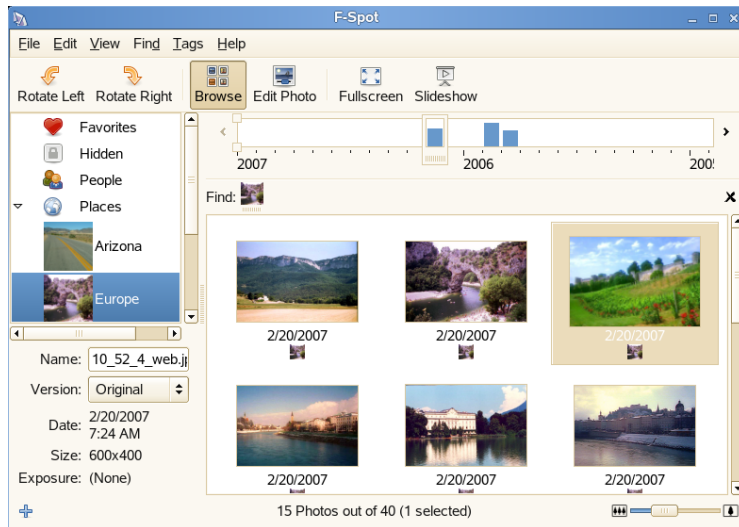 F-Spot
File Edit View Find Tags Help
Rotate Left Rotate Right Browse Edit Photo Fullscreen Slideshow
Favorites
Hidden
People
Places
Arizona
Europe
2007 2006
Find:
2/20/2007 2/20/2007 2/20/2007
2/20/2007 2/20/2007 2/20/2007
Name: 10_52_4_web.j
Version: Original
Date: 2/20/2007
7:24 AM
Size: 600x400
Exposure: (None)
15 Photos out of 40 (1 selected)